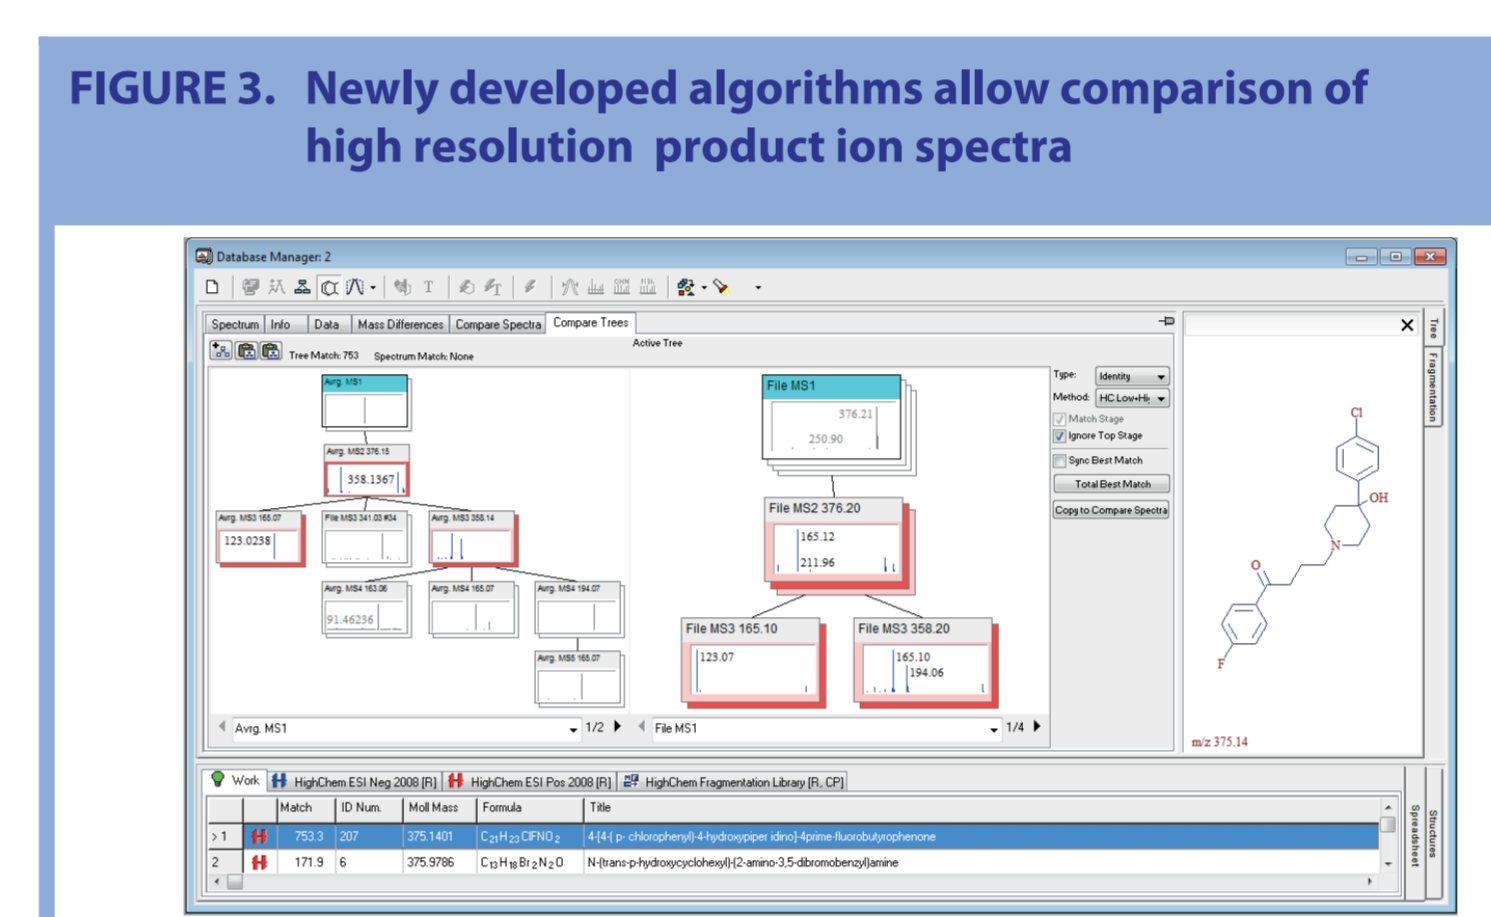 FIGURE 3. Newly developed algorithms allow comparison of
high resolution product ion spectra
Database Manager: 2
Spectrum Info Data Mass Differences Compare Spectra Compare Trees
Tree Match: 753 Spectrum Match: None
Active Tree
Avrg. MS1
Avrg. MS2 376.15
358.1367
Avrg. MS3 165.07
123.0238
File MS3 341.03 #34
Avrg. MS3 358.14
Avrg. MS4 163.06
91.46236
Avrg. MS4 165.07
Avrg. MS4 194.07
Avrg. MS5 165.07
File MS1
376.21
250.90
File MS2 376.20
165.12
211.96
File MS3 165.10
123.07
File MS3 358.20
165.10
194.06
Type: Identity
Method: HC Low+Hi
Match Stage
Ignore Top Stage
Sync Best Match
Total Best Match
Copy to Compare Spectra
Avrg. MS1 1/2
File MS1 1/4
Cl
OH
N
O
F
m/z 375.14
Tree
Fragmentation
Work HighChem ESI Neg 2008 [R] HighChem ESI Pos 2008 [R] HighChem Fragmentation Library [R, CP]
Match ID Num. Moll Mass Formula Title
>1 753.3 207 375.1401 C21H23ClFNO2 4-[4-( p- chlorophenyl)-4-hydroxypiper idino]-4prime-fluorobutyrophenone
2 171.9 6 375.9786 C13H18Br2N2O N-(trans-p-hydroxycyclohexyl)-(2-amino-3,5-dibromobenzyl)amine
Spreadsheet
Structures